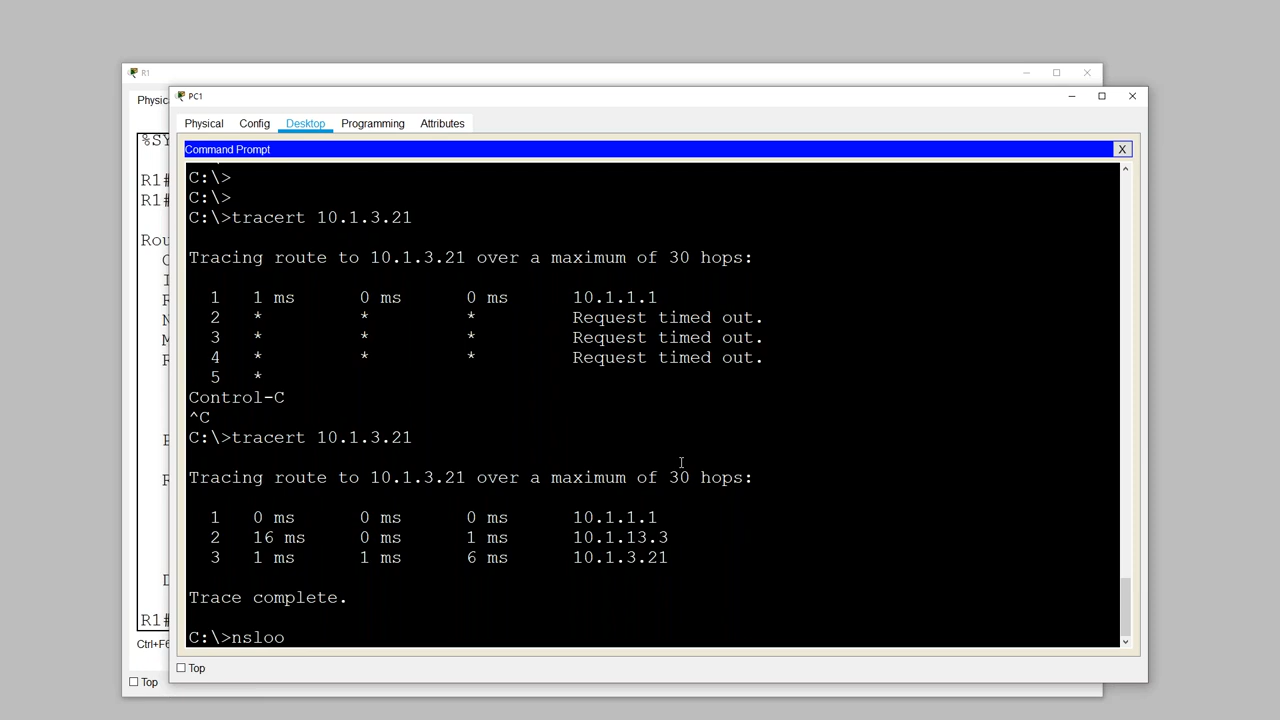 R1
Physic
PC1
Physical Config Desktop Programming Attributes
Command Prompt
X
%SY
C:\>
R1#
C:\>
R1#
C:\>tracert 10.1.3.21
Rou
Tracing route to 10.1.3.21 over a maximum of 30 hops:
1 1 ms 0 ms 0 ms 10.1.1.1
2 * * * Request timed out.
3 * * * Request timed out.
4 * * * Request timed out.
5 *
Control-C
^C
C:\>tracert 10.1.3.21
Tracing route to 10.1.3.21 over a maximum of 30 hops:
1 0 ms 0 ms 0 ms 10.1.1.1
2 16 ms 0 ms 1 ms 10.1.13.3
3 1 ms 1 ms 6 ms 10.1.3.21
Trace complete.
R1#
C:\>nsloo
Ctrl+F6
Top
Top